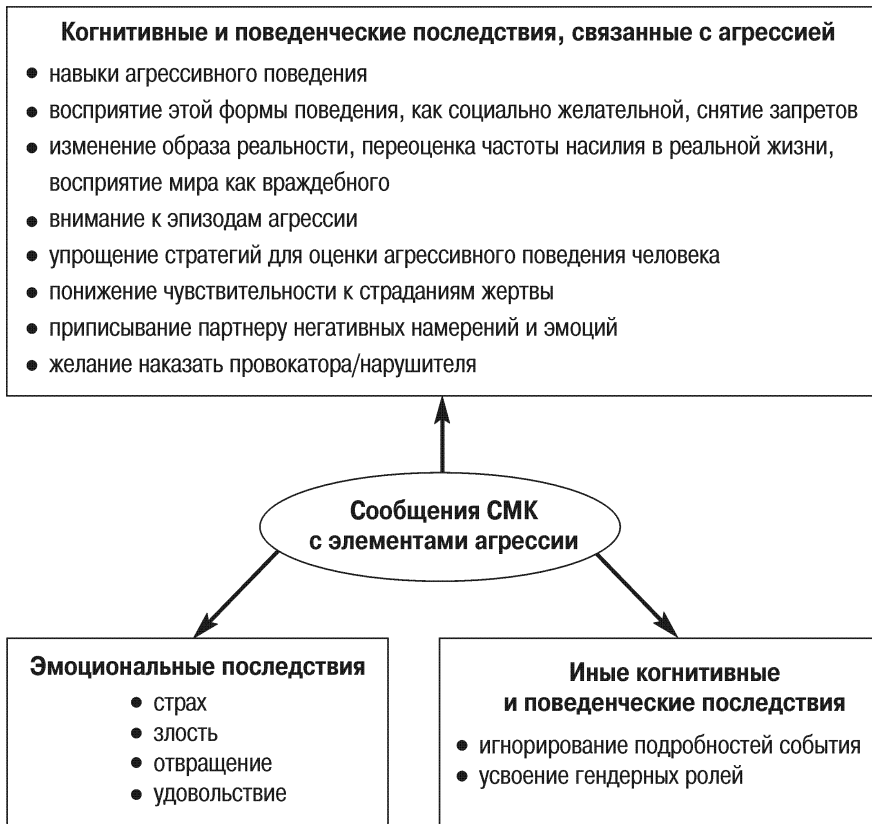 Когнитивные и поведенческие последствия, связанные с агрессией
● навыки агрессивного поведения
● восприятие этой формы поведения, как социально желательной, снятие запретов
● изменение образа реальности, переоценка частоты насилия в реальной жизни,
восприятие мира как враждебного
● внимание к эпизодам агрессии
● упрощение стратегий для оценки агрессивного поведения человека
● понижение чувствительности к страданиям жертвы
● приписывание партнеру негативных намерений и эмоций
● желание наказать провокатора/нарушителя
Сообщения СМК
с элементами агрессии
Эмоциональные последствия
● страх
● злость
● отвращение
● удовольствие
Иные когнитивные
и поведенческие последствия
● игнорирование подробностей события
● усвоение гендерных ролей